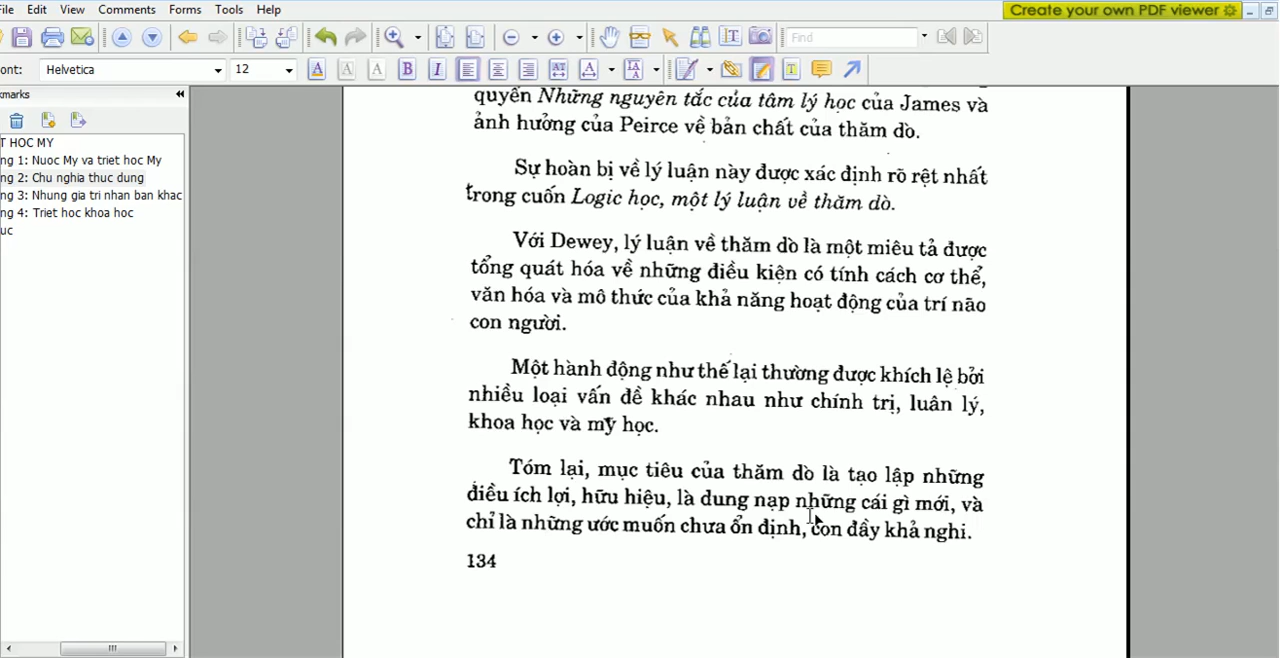 File Edit View Comments Forms Tools Help
Create your own PDF viewer
Find
ont: Helvetica 12
marks
T HOC MY
ng 1: Nuoc My va triet hoc My
ng 2: Chu nghia thuc dung
ng 3: Nhung gia tri nhan ban khac
ng 4: Triet hoc khoa hoc
uc
quyển Những nguyên tắc của tâm lý học của James và
ảnh hưởng của Peirce về bản chất của thăm dò.
Sự hoàn bị về lý luận này được xác định rõ rệt nhất
trong cuốn Logic học, một lý luận về thăm dò.
Với Dewey, lý luận về thăm dò là một miêu tả được
tổng quát hóa về những điều kiện có tính cách cơ thể,
văn hóa và mô thức của khả năng hoạt động của trí não
con người.
Một hành động như thế lại thường được khích lệ bởi
nhiều loại vấn đề khác nhau như chính trị, luân lý,
khoa học và mỹ học.
Tóm lại, mục tiêu của thăm dò là tạo lập những
điều ích lợi, hữu hiệu, là dung nạp những cái gì mới, và
chỉ là những ước muốn chưa ổn định, con đầy khả nghi.
134